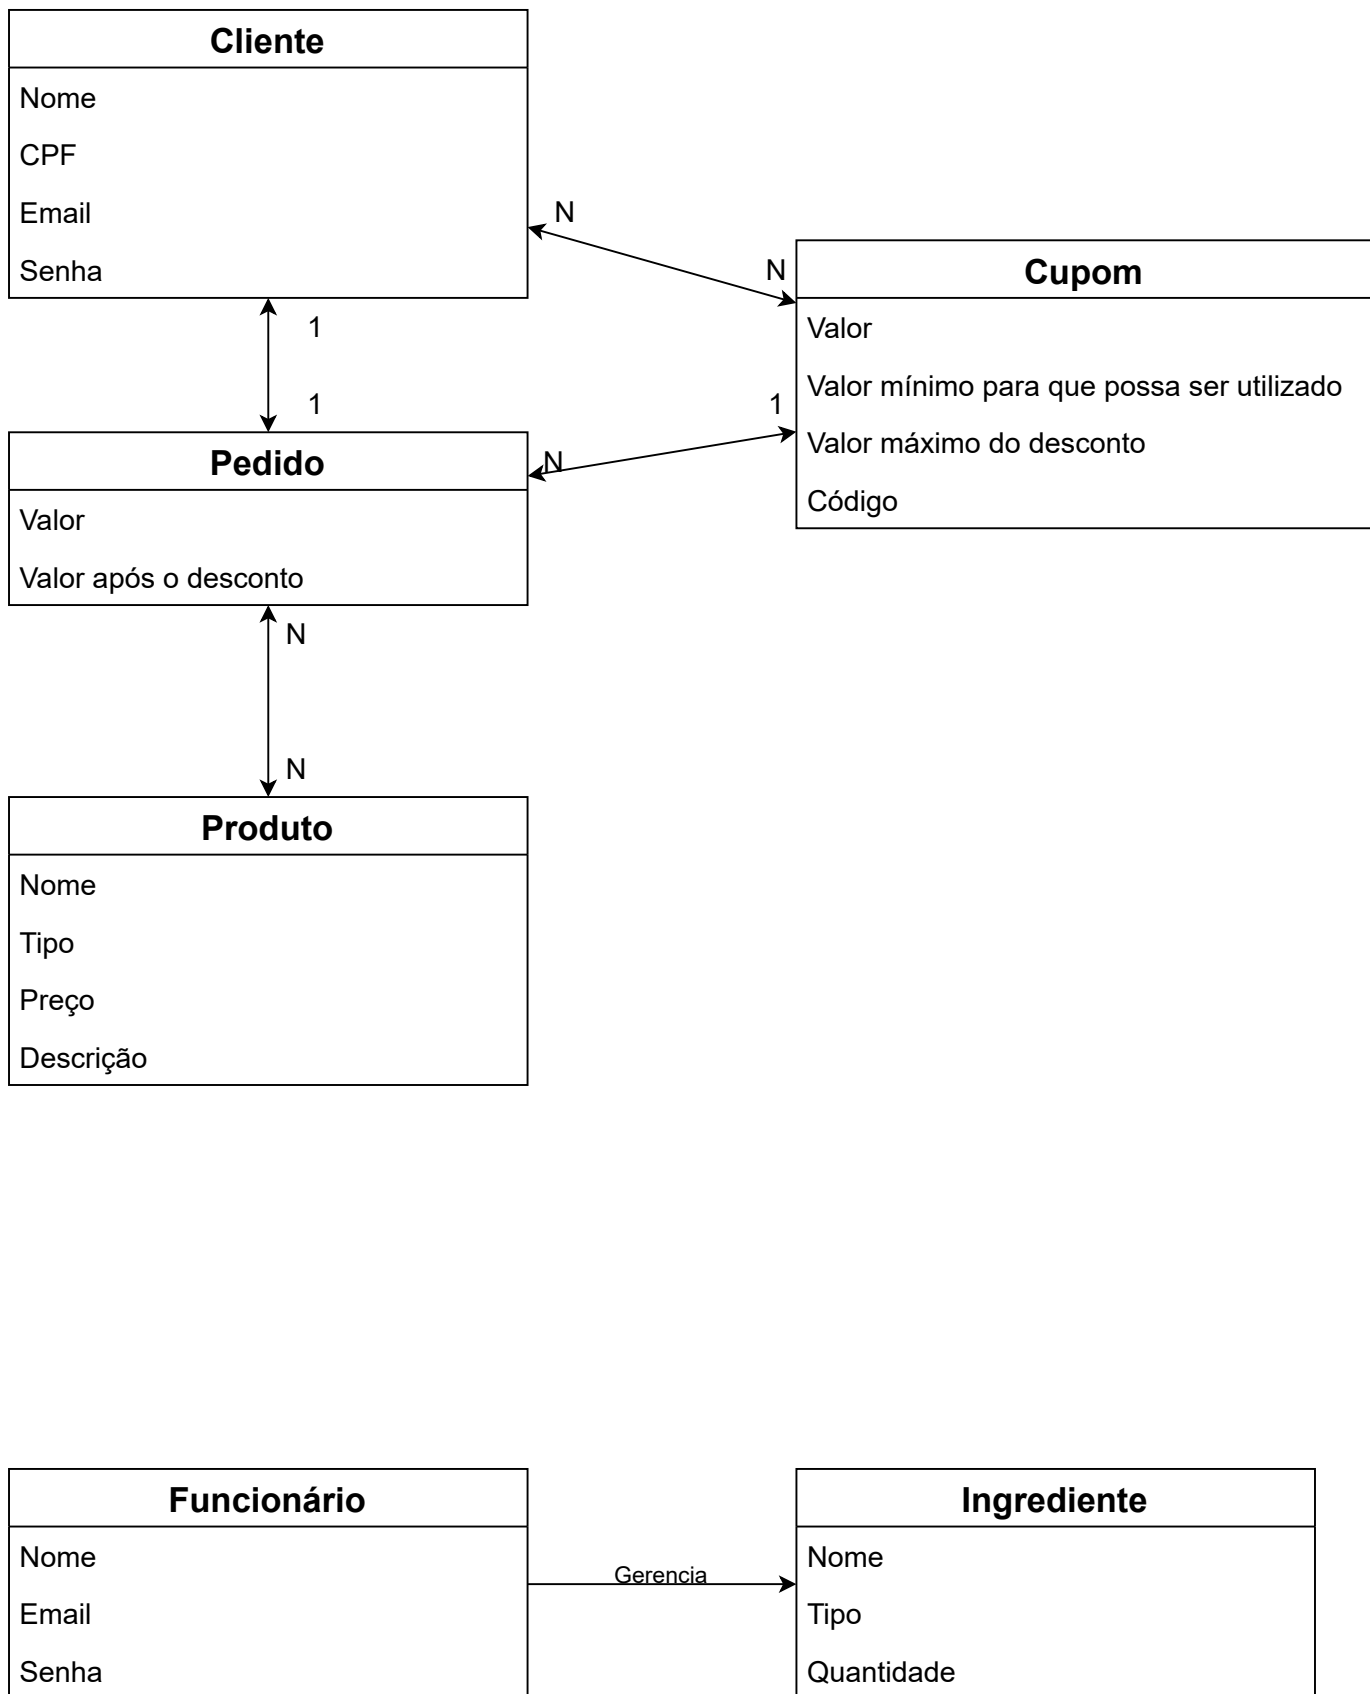 Cliente
Nome
CPF
Email
Senha
N
N
Cupom
Valor
Valor mínimo para que possa ser utilizado
Valor máximo do desconto
Código
1
1
1
N
Pedido
Valor
Valor após o desconto
N
N
Produto
Nome
Tipo
Preço
Descrição
Funcionário
Nome
Email
Senha
Gerencia
Ingrediente
Nome
Tipo
Quantidade